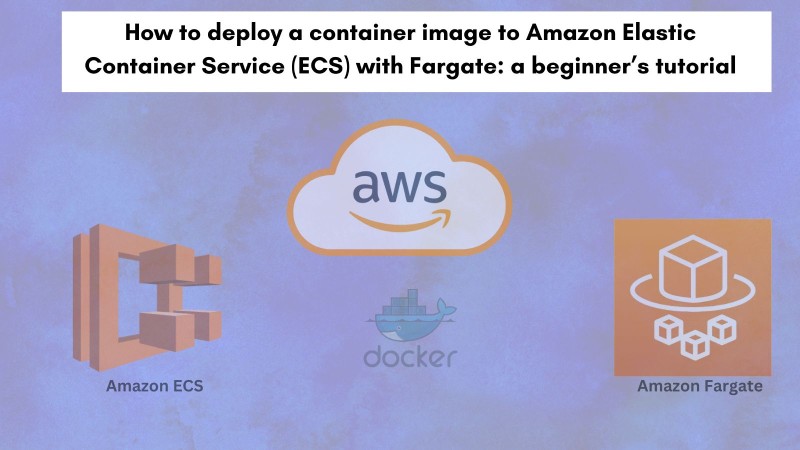 How to deploy a container image to Amazon Elastic
Container Service (ECS) with Fargate: a beginner’s tutorial
aws
docker
Amazon ECS
Amazon Fargate